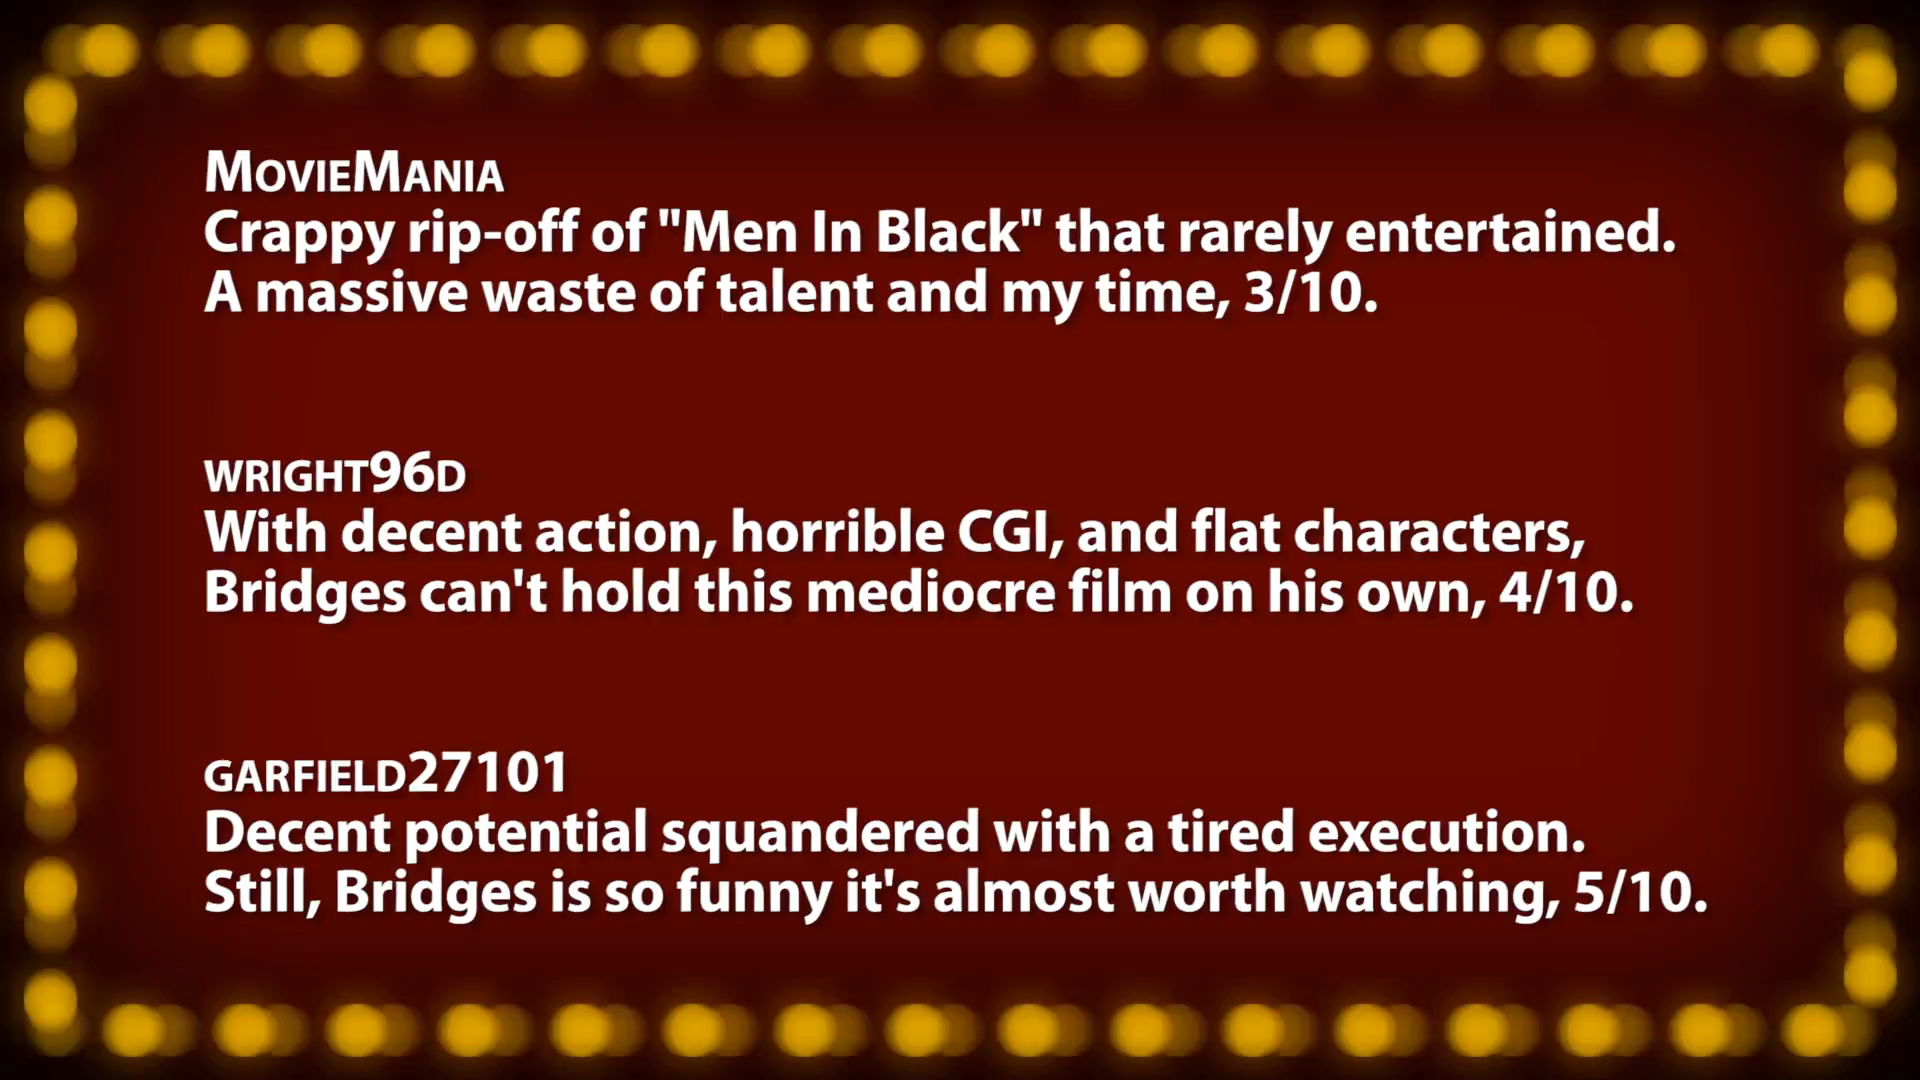 MovieMania
Crappy rip-off of "Men In Black" that rarely entertained.
A massive waste of talent and my time, 3/10.
wright96d
With decent action, horrible CGI, and flat characters,
Bridges can't hold this mediocre film on his own, 4/10.
garfield27101
Decent potential squandered with a tired execution.
Still, Bridges is so funny it's almost worth watching, 5/10.